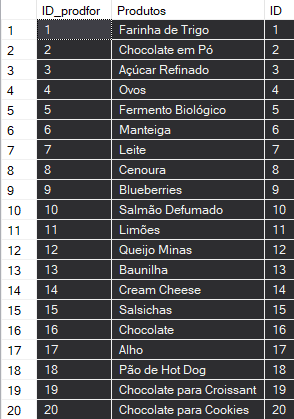 ID_prodfor Produtos ID
1 1 Farinha de Trigo 1
2 2 Chocolate em Pó 2
3 3 Açúcar Refinado 3
4 4 Ovos 4
5 5 Fermento Biológico 5
6 6 Manteiga 6
7 7 Leite 7
8 8 Cenoura 8
9 9 Blueberries 9
10 10 Salmão Defumado 10
11 11 Limões 11
12 12 Queijo Minas 12
13 13 Baunilha 13
14 14 Cream Cheese 14
15 15 Salsichas 15
16 16 Chocolate 16
17 17 Alho 17
18 18 Pão de Hot Dog 18
19 19 Chocolate para Croissant 19
20 20 Chocolate para Cookies 20